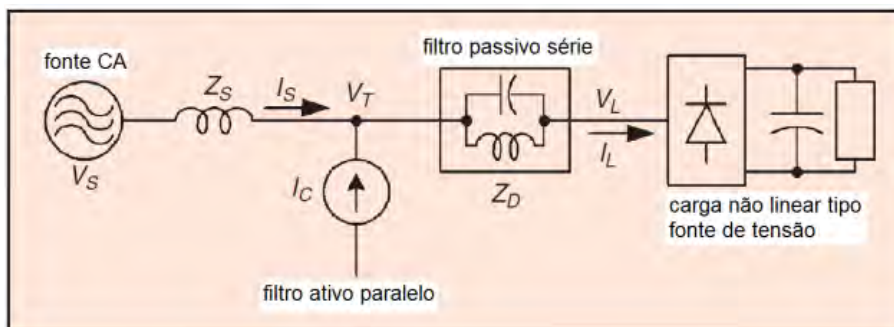 fonte CA
Z_S
I_S
V_T
filtro passivo série
V_L
I_L
V_S
I_C
Z_D
carga não linear tipo
fonte de tensão
filtro ativo paralelo